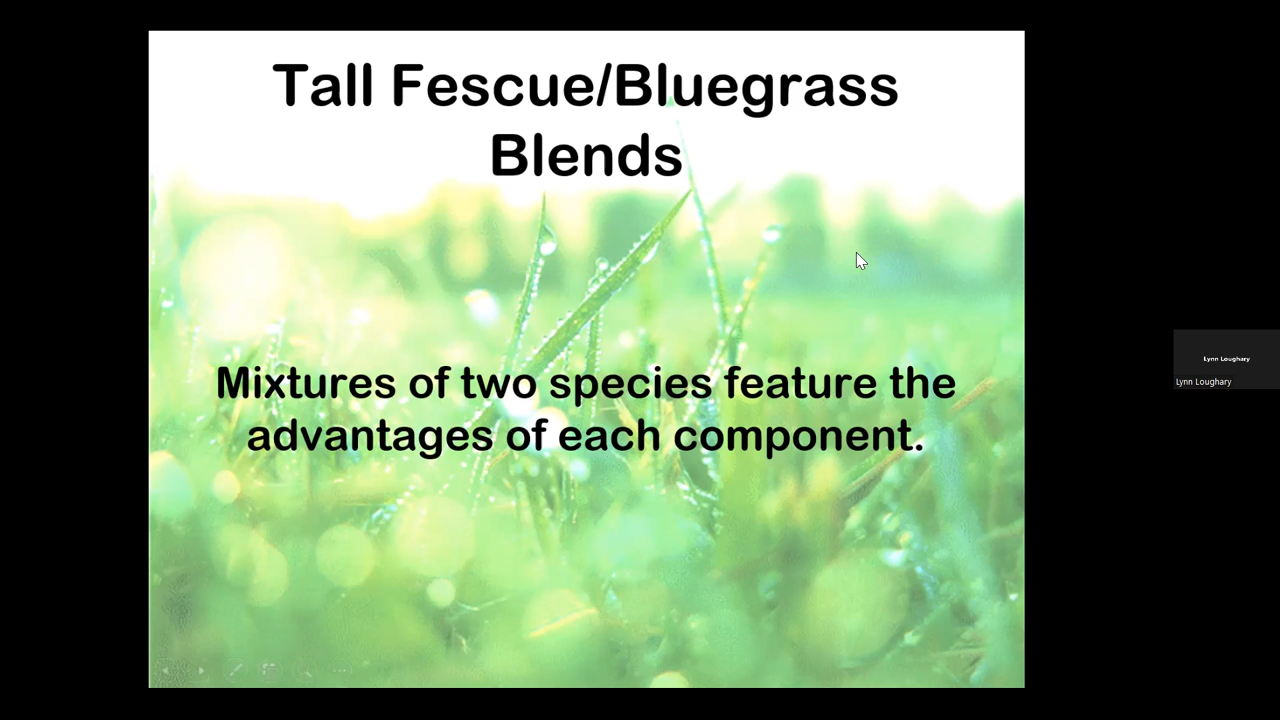 Tall Fescue/Bluegrass
Blends
Mixtures of two species feature the
advantages of each component.
Lynn Loughary
Lynn Loughary